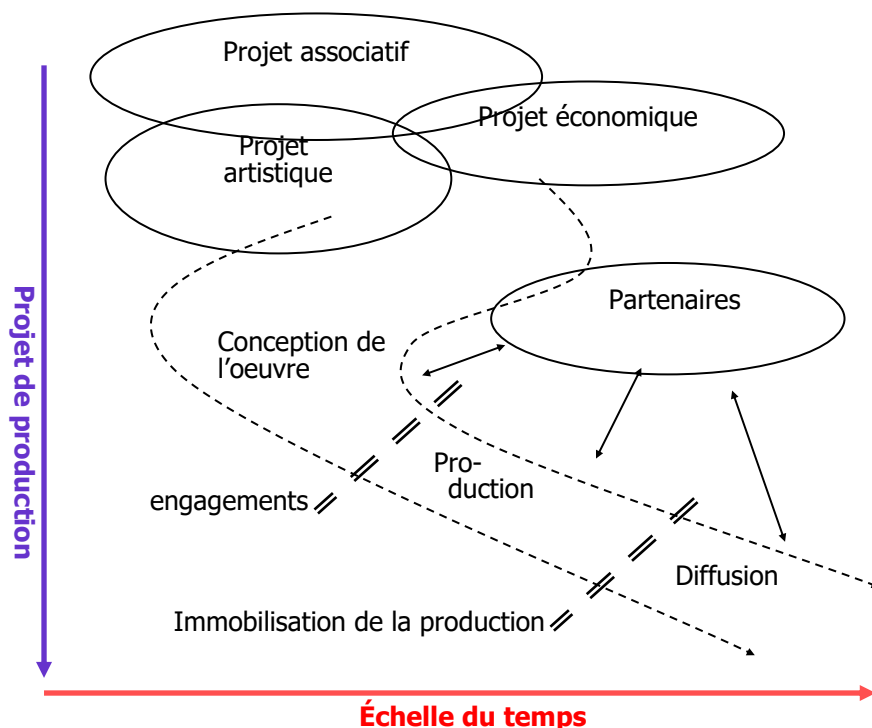 Projet associatif
Projet économique
Projet
artistique
Partenaires
Conception de
l'oeuvre
Projet de production
Pro-
duction
engagements
Diffusion
Immobilisation de la production
Échelle du temps